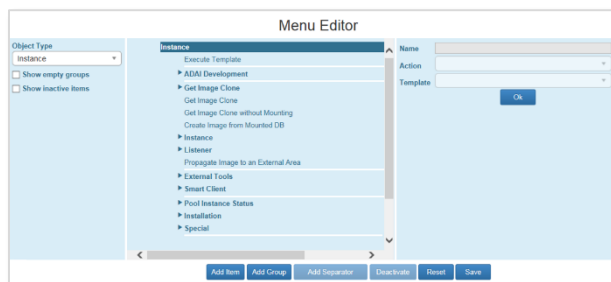 Menu Editor
Object Type
Instance
Show empty groups
Show inactive items
Instance
Execute Template
ADAI Development
Get Image Clone
Get Image Clone
Get Image Clone without Mounting
Create Image from Mounted DB
Instance
Listener
Propagate Image to an External Area
External Tools
Smart Client
Pool Instance Status
Installation
Special
Name
Action
Template
Ok
Add Item Add Group Add Separator Deactivate Reset Save